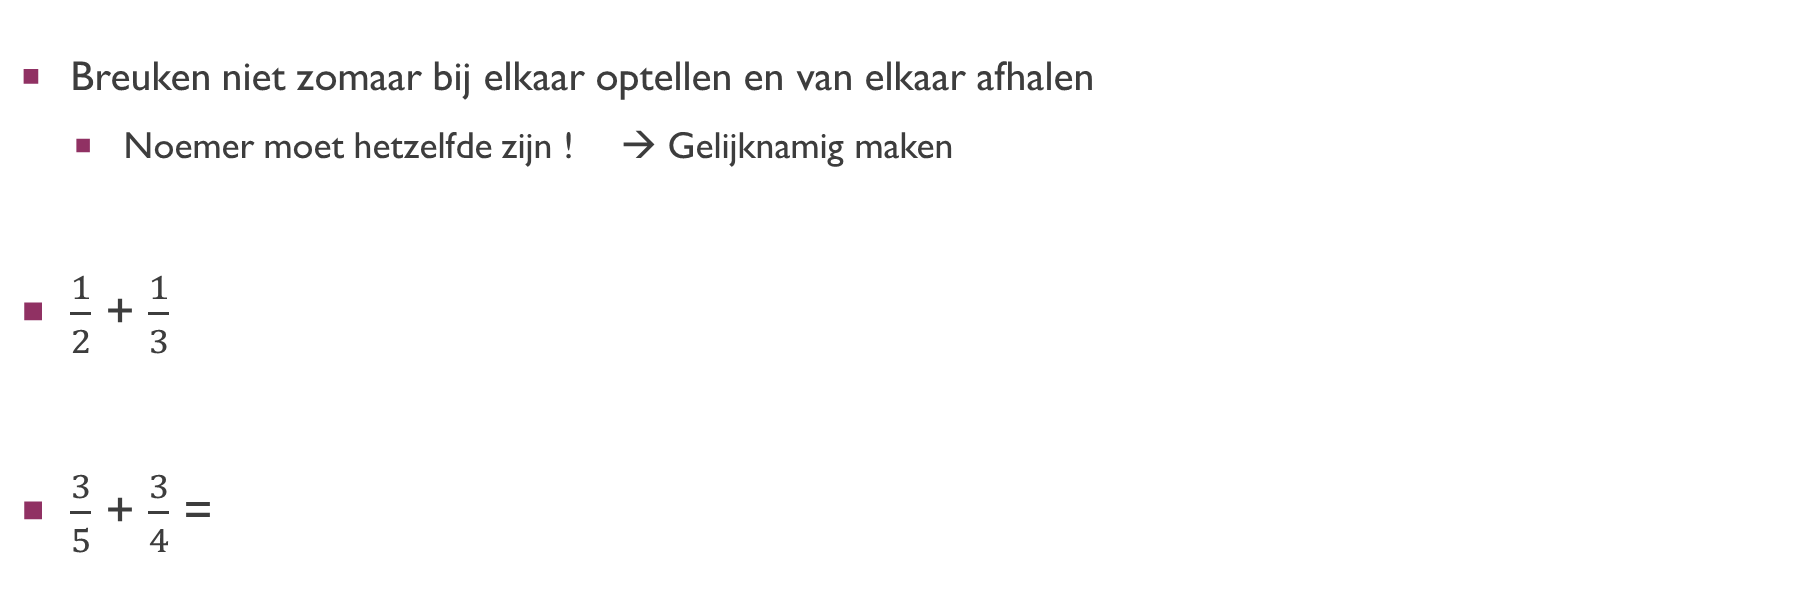 Breuken niet zomaar bij elkaar optellen en van elkaar afhalen
Noemer moet hetzelfde zijn ! → Gelijknamig maken
1/2 + 1/3
3/5 + 3/4 =